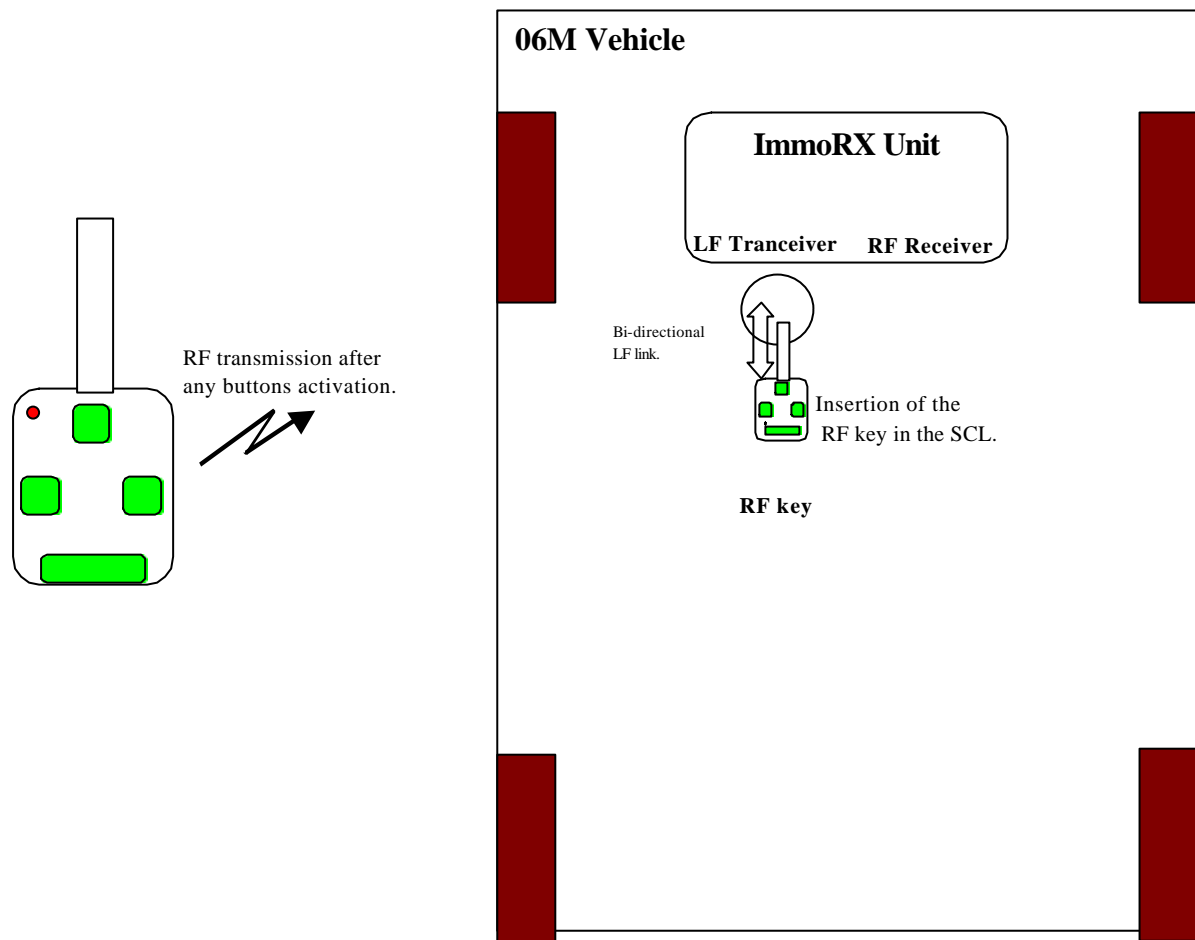 06M Vehicle
ImmoRX Unit
LF Tranceiver RF Receiver
Bi-directional
LF link.
RF transmission after
any buttons activation.
Insertion of the
RF key in the SCL.
RF key